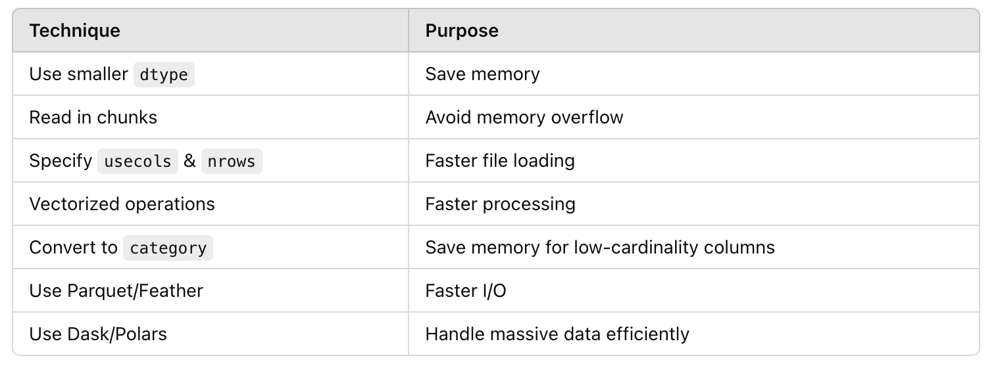 Technique Purpose
Use smaller dtype Save memory
Read in chunks Avoid memory overflow
Specify usecols & nrows Faster file loading
Vectorized operations Faster processing
Convert to category Save memory for low-cardinality columns
Use Parquet/Feather Faster I/O
Use Dask/Polars Handle massive data efficiently